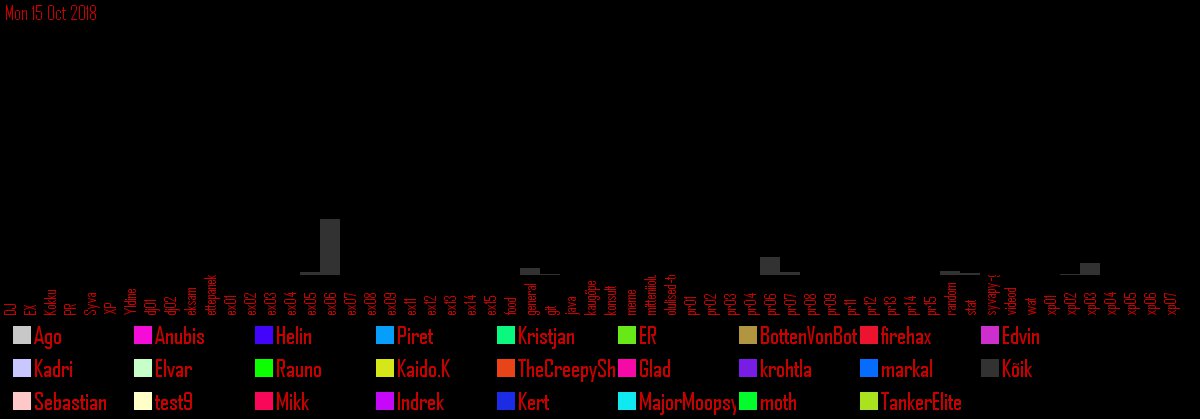 Mon 15 Oct 2018
DJ EX Kokku PR Syva XP Yldine dj01 dj02 eksam ettepanek ex01 ex02 ex03 ex04 ex05 ex06 ex07 ex08 ex09 ex11 ex12 ex13 ex14 ex15 food general git java kaugõpe konsult meme mitteriiklik olulised-t pr01 pr02 pr03 pr04 pr06 pr07 pr08 pr09 pr11 pr12 pr13 pr14 pr15 random stat videod wat xp01 xp02 xp03 xp04 xp05 xp06 xp07
Ago Anubis Helin Piret Kristjan ER BottenVonBot firehax Edvin
Kadri Elvar Rauno Kaido.K TheCreepySh Glad krohtla markal Kõik
Sebastian test9 Mikk Indrek Kert MajorMoopsy moth TankerElite